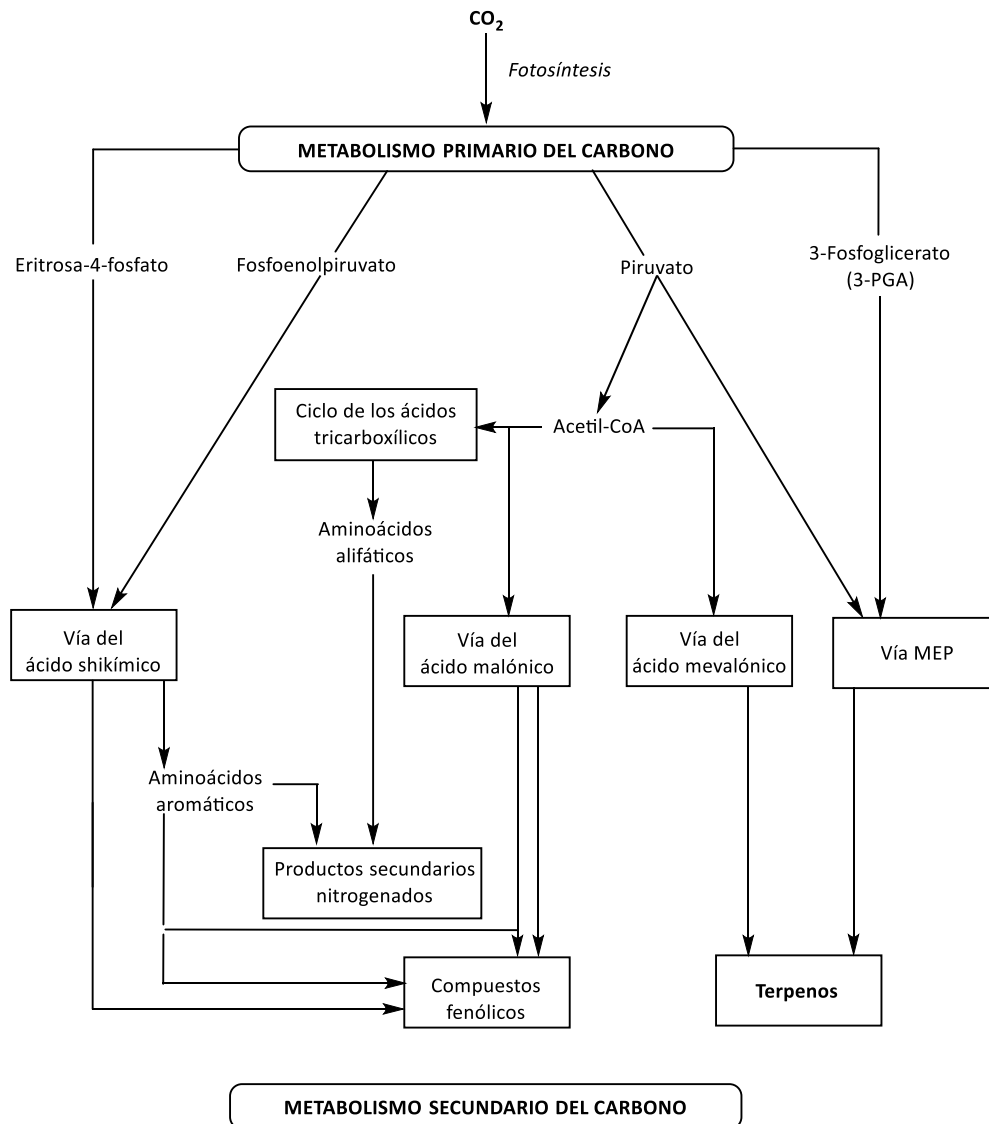 CO2
Fotosíntesis
METABOLISMO PRIMARIO DEL CARBONO
Eritrosa-4-fosfato
Fosfoenolpiruvato
Piruvato
3-Fosfoglicerato
(3-PGA)
Ciclo de los ácidos
tricarboxílicos
Acetil-CoA
Aminoácidos
alifáticos
Vía del
ácido shikímico
Vía del
ácido malónico
Vía del
ácido mevalónico
Vía MEP
Aminoácidos
aromáticos
Productos secundarios
nitrogenados
Compuestos
fenólicos
Terpenos
METABOLISMO SECUNDARIO DEL CARBONO